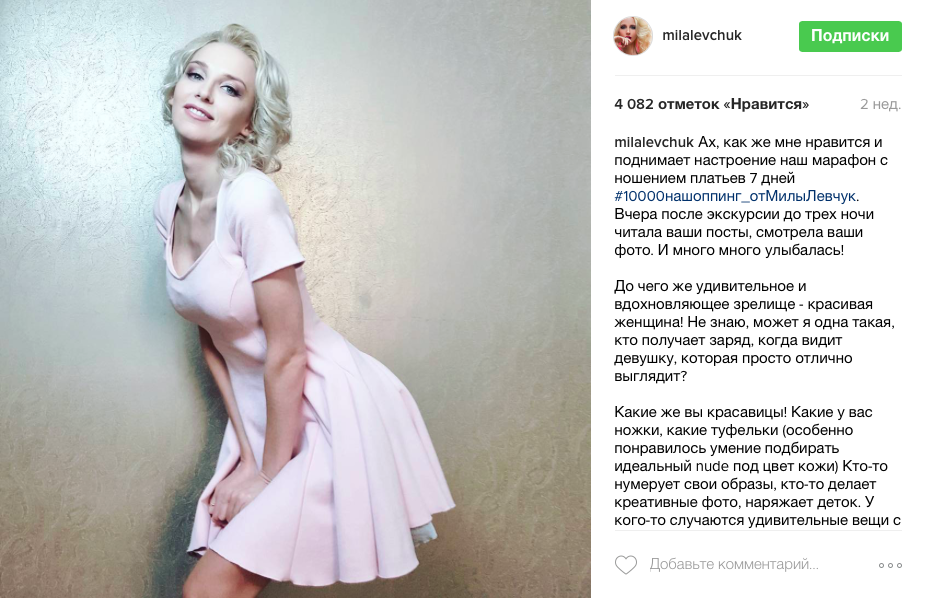 milalevchuk
Подписки
4 082 отметок «Нравится»
2 нед.
milalevchuk Ах, как же мне нравится и
поднимает настроение наш марафон с
ношением платьев 7 дней
#10000нашоппинг_отМилыЛевчук.
Вчера после экскурсии до трех ночи
читала ваши посты, смотрела ваши
фото. И много много улыбалась!
До чего же удивительное и
вдохновляющее зрелище - красивая
женщина! Не знаю, может я одна такая,
кто получает заряд, когда видит
девушку, которая просто отлично
выглядит?
Какие же вы красавицы! Какие у вас
ножки, какие туфельки (особенно
понравилось умение подбирать
идеальный nude под цвет кожи) Кто-то
нумерует свои образы, кто-то делает
креативные фото, наряжает деток. У
кого-то случаются удивительные вещи с
Добавьте комментарий...